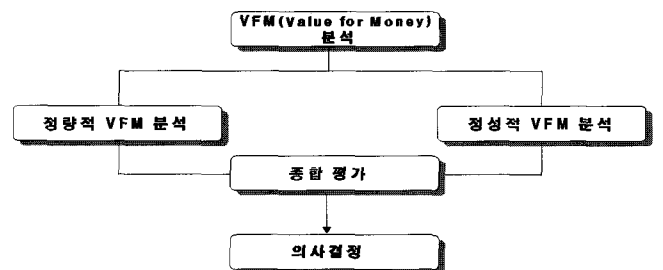 VFM(Value for Money)
분석
정량적 VFM 분석
정성적 VFM 분석
종합 평가
의사결정